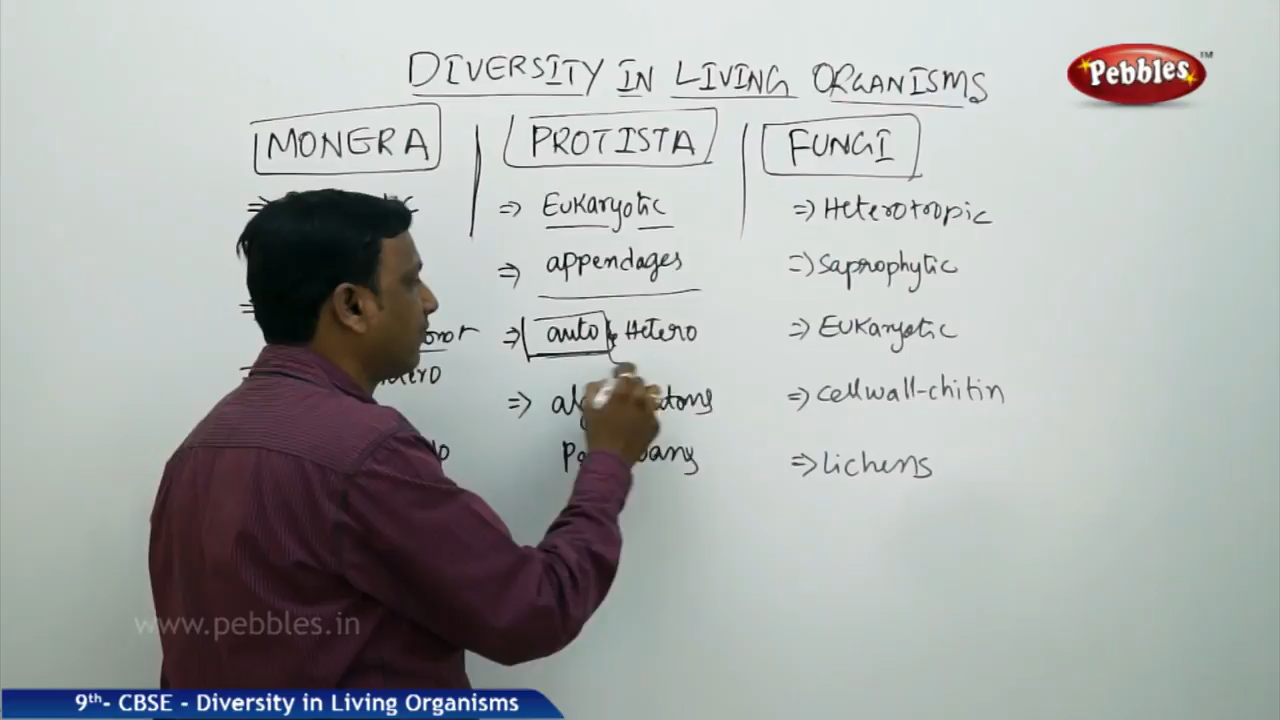 DIVERSITY IN LIVING ORGANISMS
Pebbles™
MONERA
PROTISTA
FUNGI
⇒ Eukaryotic
⇒ appendages
⇒ auto Hetero
⇒
⇒ Heterotropic
⇒ Saprophytic
⇒ Eukaryotic
⇒ cellwall-chitin
⇒ Lichens
www.pebbles.in
9th- CBSE - Diversity in Living Organisms